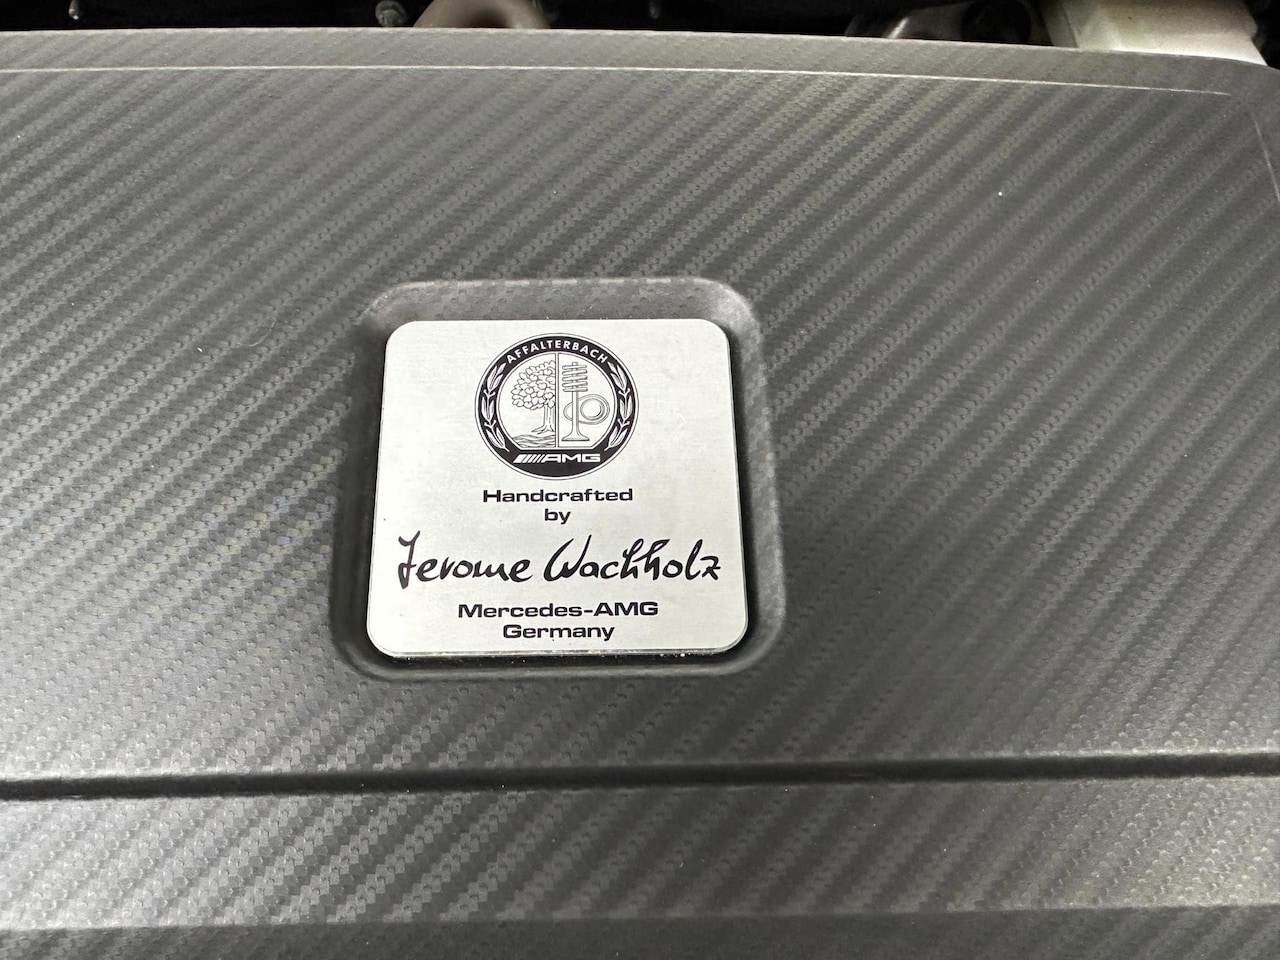 AFFALTERBACH
AMG
Handcrafted
by
Jerome Wachholz
Mercedes-AMG
Germany